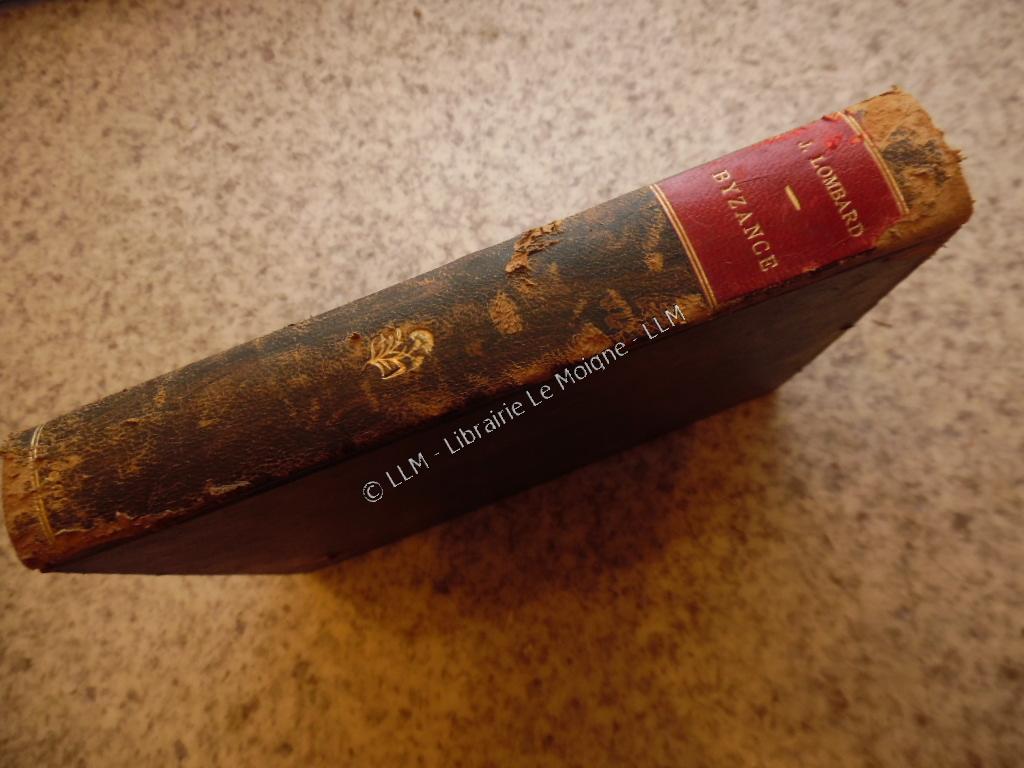 J. LOMBARD
BYZANCE
© LLM - Librairie Le Moigne - LLM